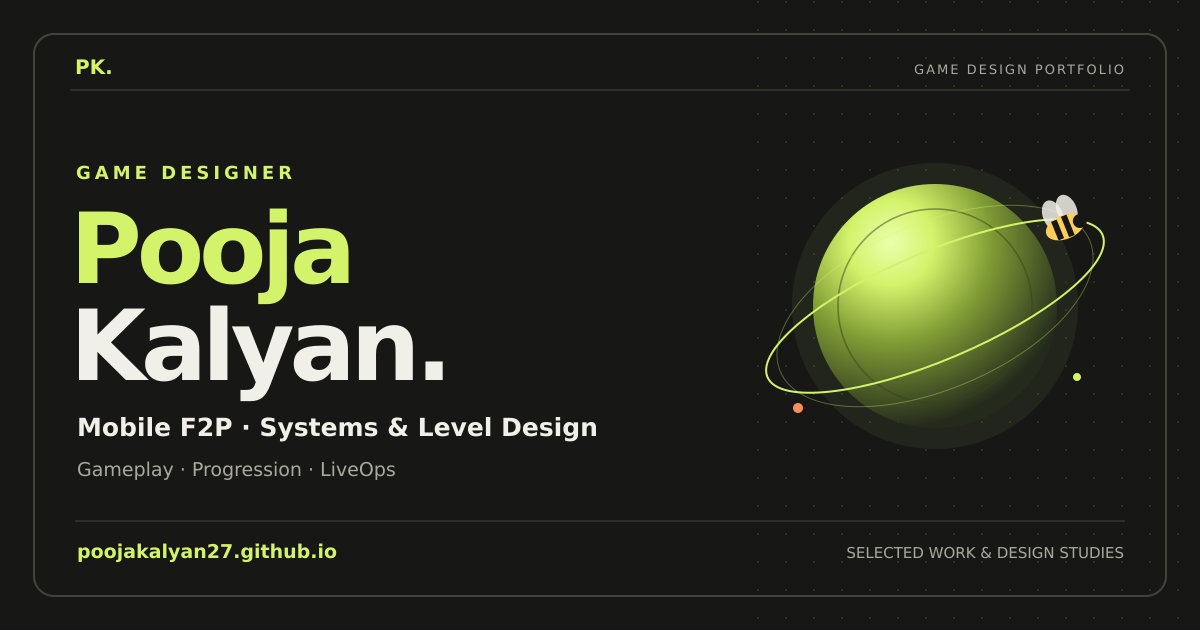 PK.
GAME DESIGN PORTFOLIO
GAME DESIGNER
Pooja
Kalyan.
Mobile F2P · Systems & Level Design
Gameplay · Progression · LiveOps
poojakalyan27.github.io
SELECTED WORK & DESIGN STUDIES